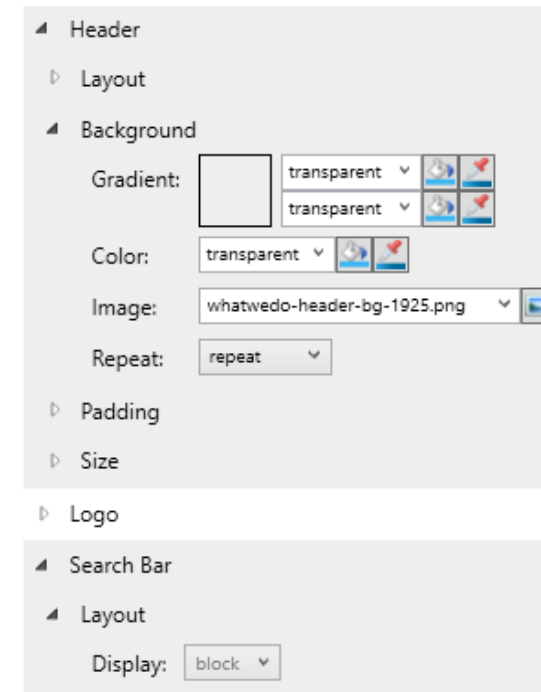 Header
Layout
Background
Gradient: transparent
transparent
Color: transparent
Image: whatwedo-header-bg-1925.png
Repeat: repeat
Padding
Size
Logo
Search Bar
Layout
Display: block